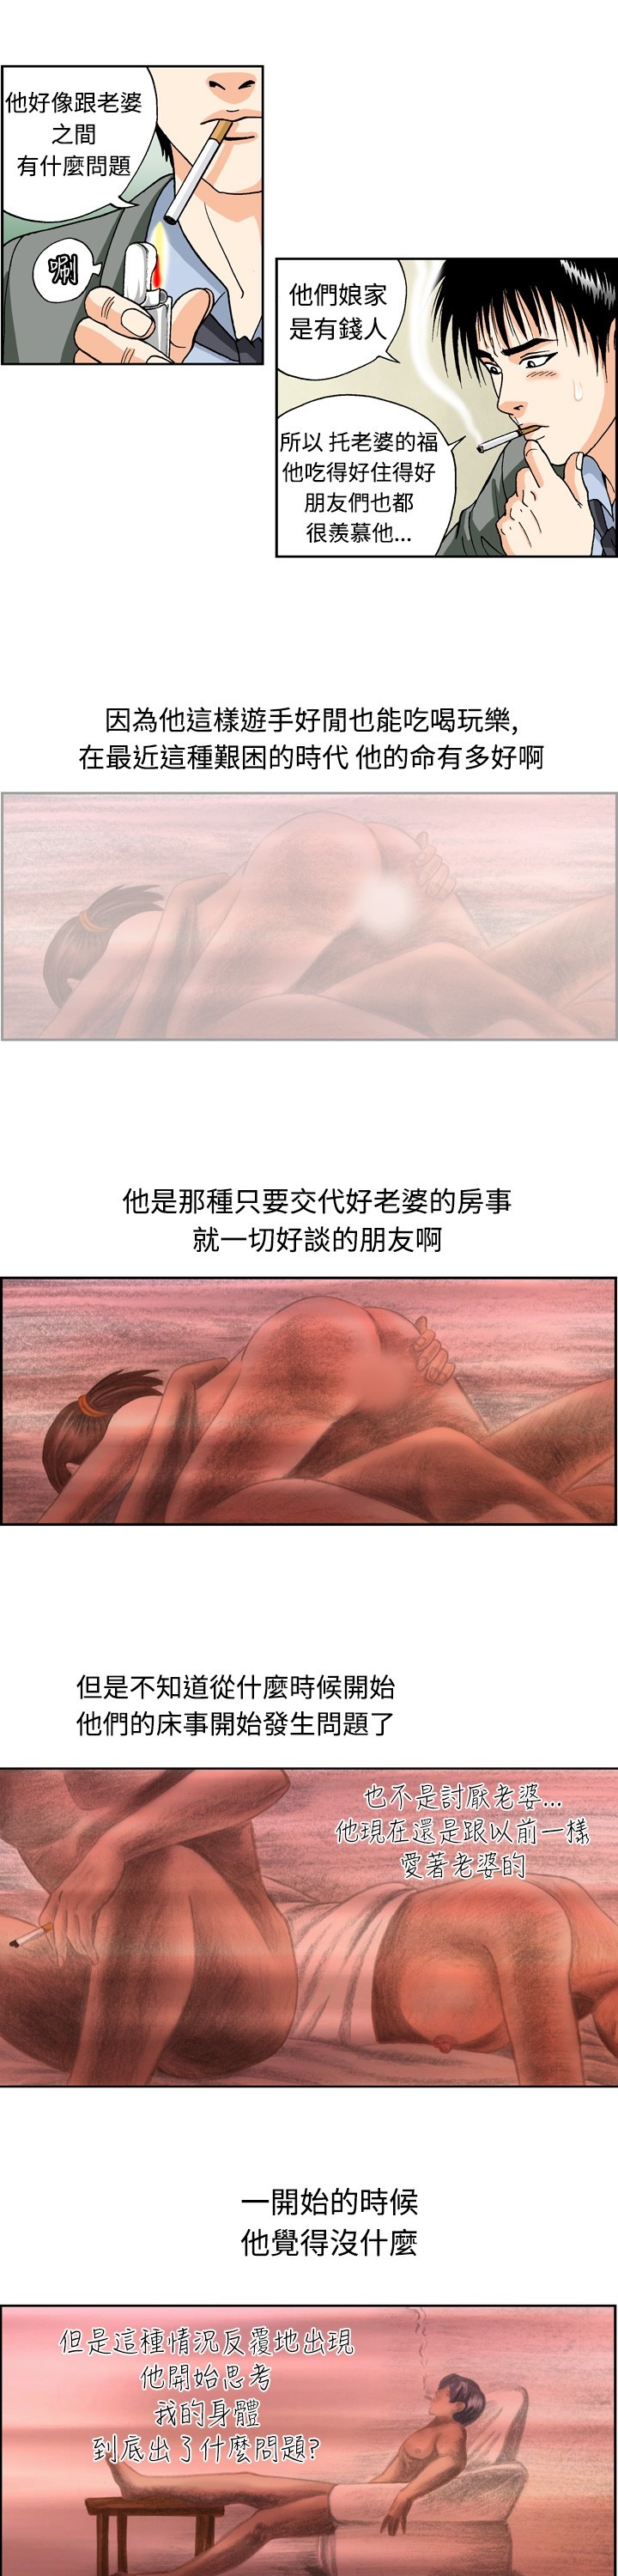 他好像跟老婆
之間
有什麼問題
唰
他們娘家
是有錢人
所以 托老婆的福
他吃得好住得好
朋友們也都
很羨慕他...
因為他這樣遊手好閒也能吃喝玩樂,
在最近這種艱困的時代 他的命有多好啊
他是那種只要交代好老婆的房事
就一切好談的朋友啊
但是不知道從什麼時候開始
他們的床事開始發生問題了
也不是討厭老婆...
他現在還是跟以前一樣
愛著老婆的
一開始的時候
他覺得沒什麼
但是這種情況反覆地出現
他開始思考
我的身體
到底出了什麼問題?